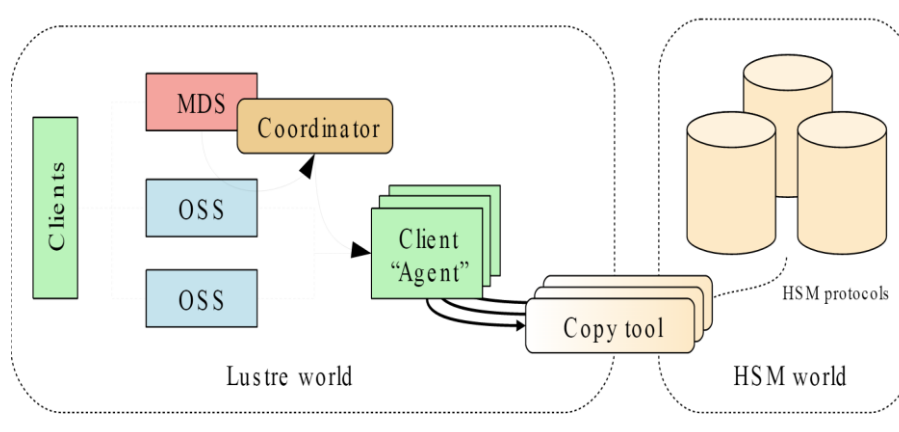 MDS
Coordinator
Clients
OSS
Client
“Agent”
OSS
Copy tool
HSM protocols
Lustre world
HSM world